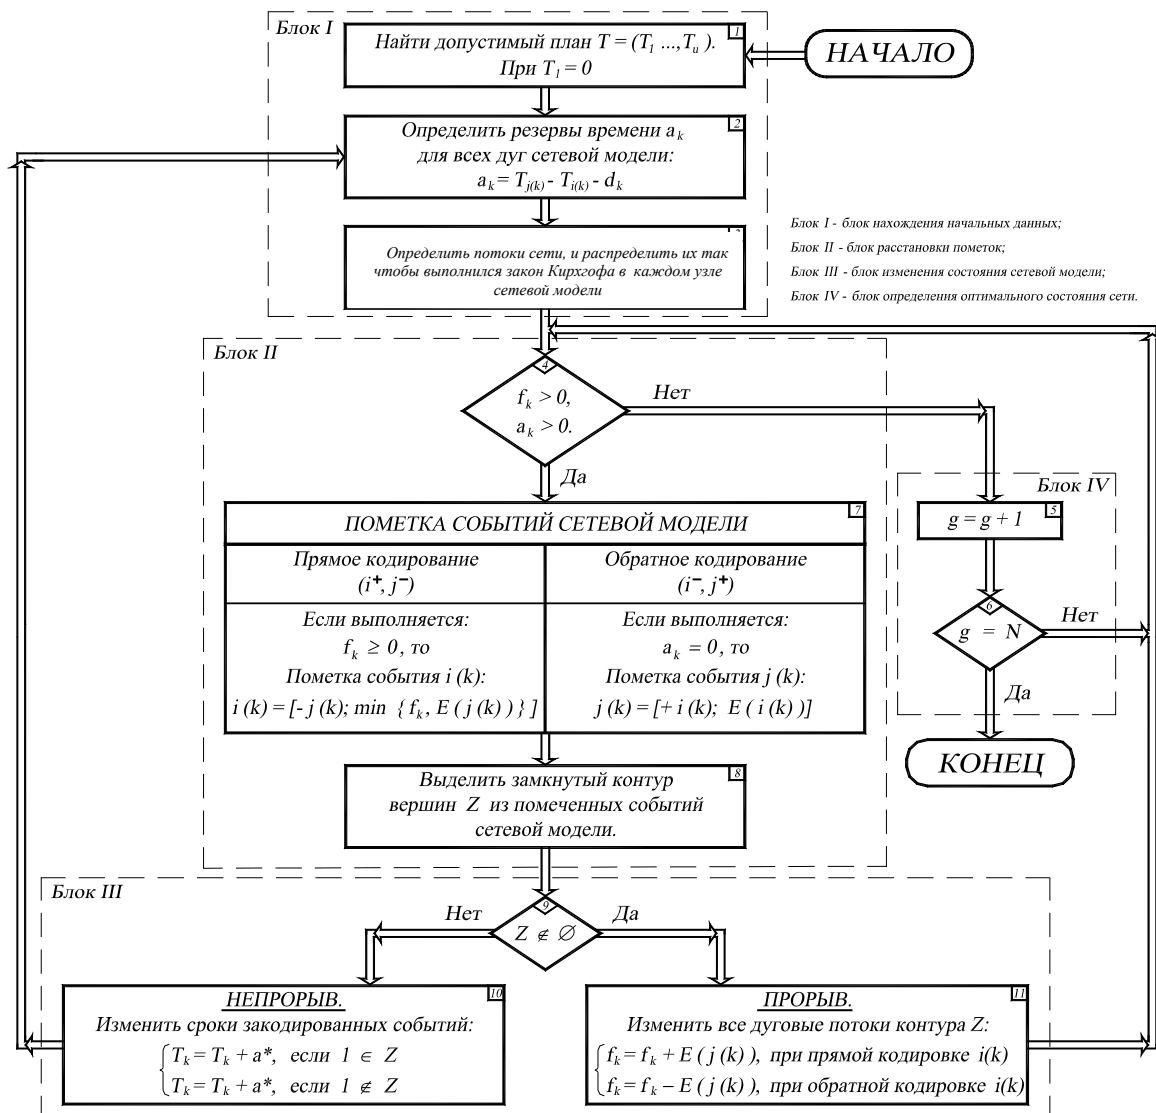 Блок I
1
Найти допустимый план T = (T₁ ...,Tᵤ ).
При T₁ = 0
НАЧАЛО
2
Определить резервы времени aₖ
для всех дуг сетевой модели:
aₖ = Tⱼ₍ₖ₎ - Tᵢ₍ₖ₎ - dₖ
Определить потоки сети, и распределить их так
чтобы выполнился закон Кирхгофа в каждом узле
сетевой модели
Блок I - блок нахождения начальных данных;
Блок II - блок расстановки пометок;
Блок III - блок изменения состояния сетевой модели;
Блок IV - блок определения оптимального состояния сети.
Блок II
4
fₖ > 0,
aₖ > 0.
Нет
Да
Блок IV
5
g = g + 1
6
g = N
Нет
Да
КОНЕЦ
7
ПОМЕТКА СОБЫТИЙ СЕТЕВОЙ МОДЕЛИ
Прямое кодирование
(i⁺, j⁻)
Обратное кодирование
(i⁻, j⁺)
Если выполняется:
fₖ ≥ 0, то
Пометка события i (k):
i (k) = [- j (k); min { fₖ , E ( j (k) ) } ]
Если выполняется:
aₖ = 0, то
Пометка события j (k):
j (k) = [+ i (k); E ( i (k) )]
8
Выделить замкнутый контур
вершин Z из помеченных событий
сетевой модели.
Блок III
9
Z ∉ ∅
Нет
Да
10
НЕПРОРЫВ.
Изменить сроки закодированных событий:
Tₖ = Tₖ + a*, если 1 ∈ Z
Tₖ = Tₖ + a*, если 1 ∉ Z
11
ПРОРЫВ.
Изменить все дуговые потоки контура Z:
fₖ = fₖ + E ( j (k) ), при прямой кодировке i(k)
fₖ = fₖ – E ( j (k) ), при обратной кодировке i(k)